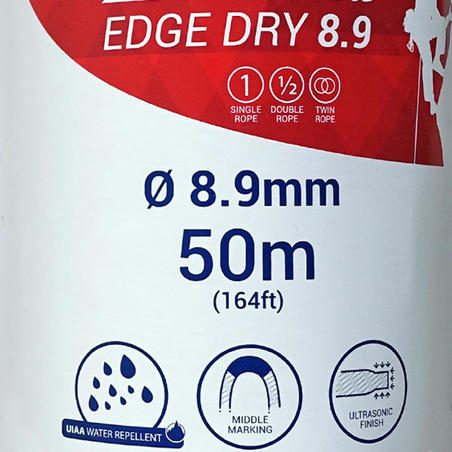 EDGE DRY 8.9
1 ½
SINGLE ROPE
DOUBLE ROPE
TWIN ROPE
Ø 8.9mm
50m
(164ft)
UIAA WATER REPELLENT
MIDDLE
MARKING
ULTRASONIC
FINISH